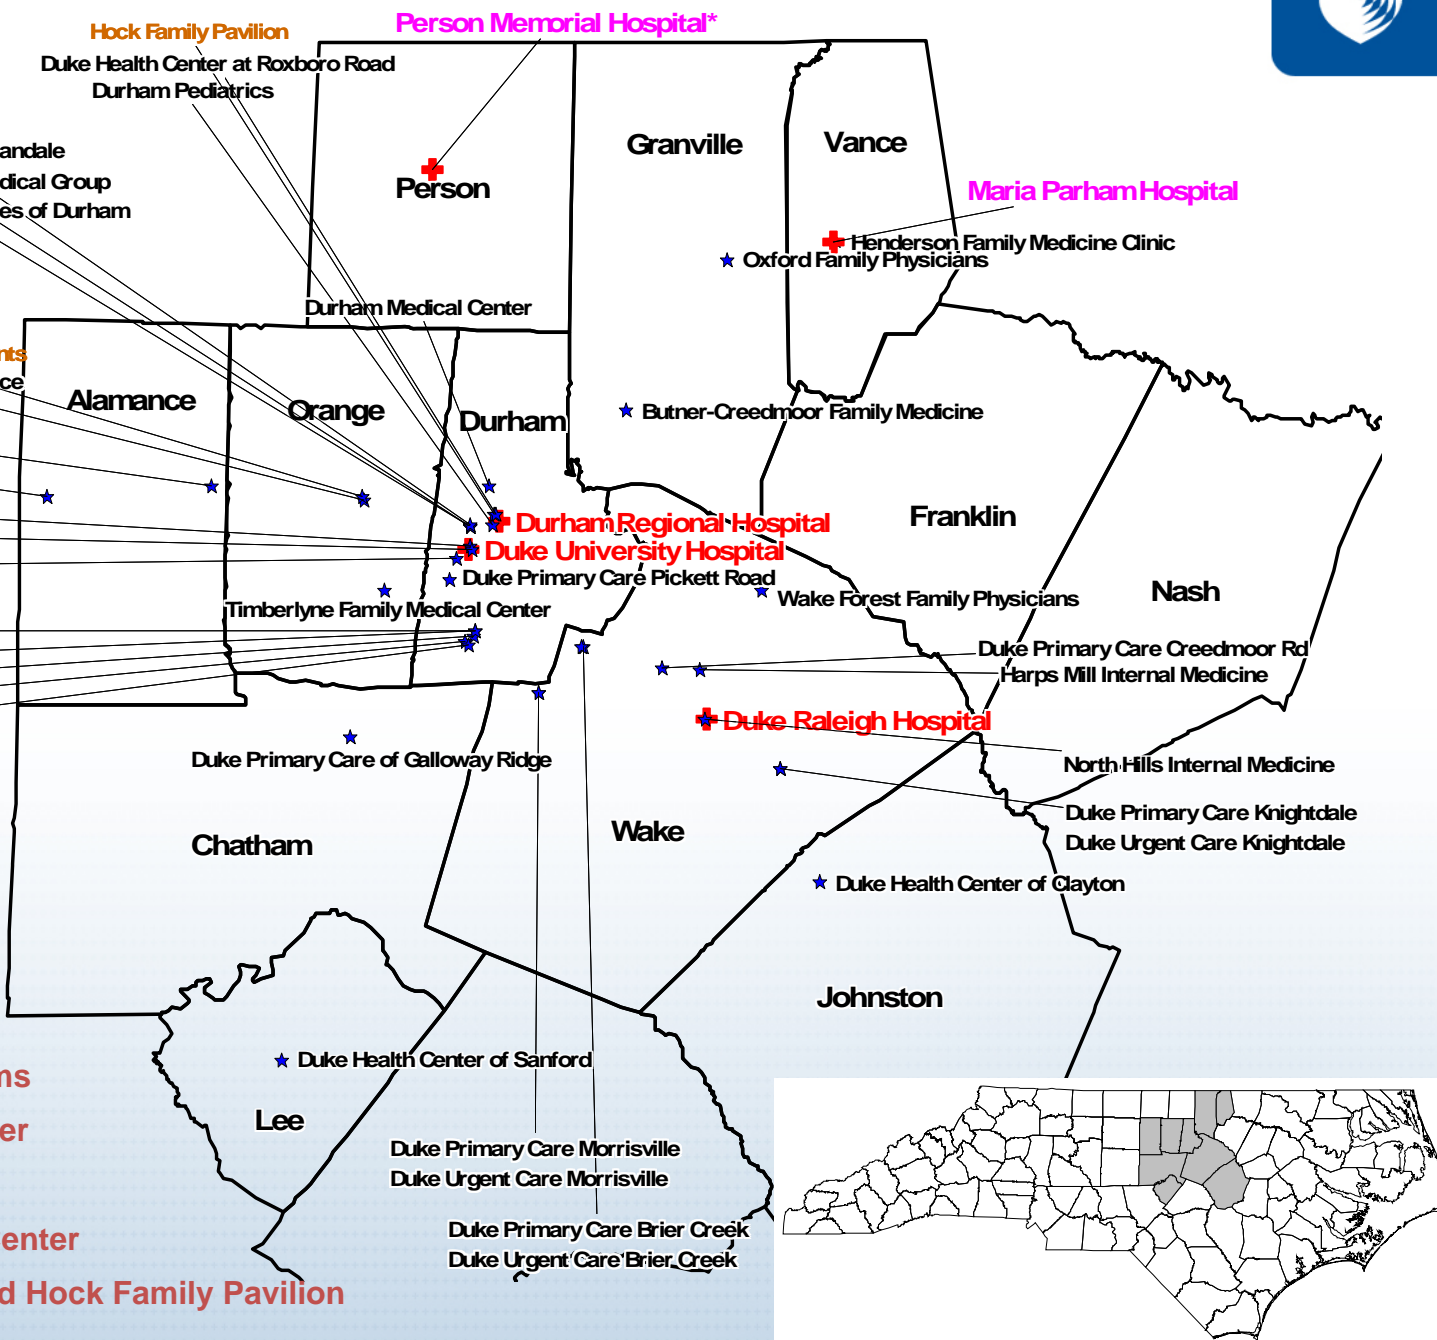 Hock Family Pavilion
Person Memorial Hospital*
Duke Health Center at Roxboro Road
Durham Pediatrics
Granville
Vance
andale
dical Group
es of Durham
Person
Maria Parham Hospital
Henderson Family Medicine Clinic
Oxford Family Physicians
Durham Medical Center
nts
ce
Alamance
Orange
Durham
Butner-Creedmoor Family Medicine
Franklin
Durham Regional Hospital
Duke University Hospital
Duke Primary Care Pickett Road
Nash
Wake Forest Family Physicians
Timberlyne Family Medical Center
Duke Primary Care Creedmoor Rd
Harps Mill Internal Medicine
Duke Raleigh Hospital
Duke Primary Care of Galloway Ridge
North Hills Internal Medicine
Duke Primary Care Knightdale
Duke Urgent Care Knightdale
Wake
Chatham
Duke Health Center of Clayton
Johnston
Duke Health Center of Sanford
ms
Lee
er
Duke Primary Care Morrisville
Duke Urgent Care Morrisville
Duke Primary Care Brier Creek
Duke Urgent Care Brier Creek
enter
d Hock Family Pavilion